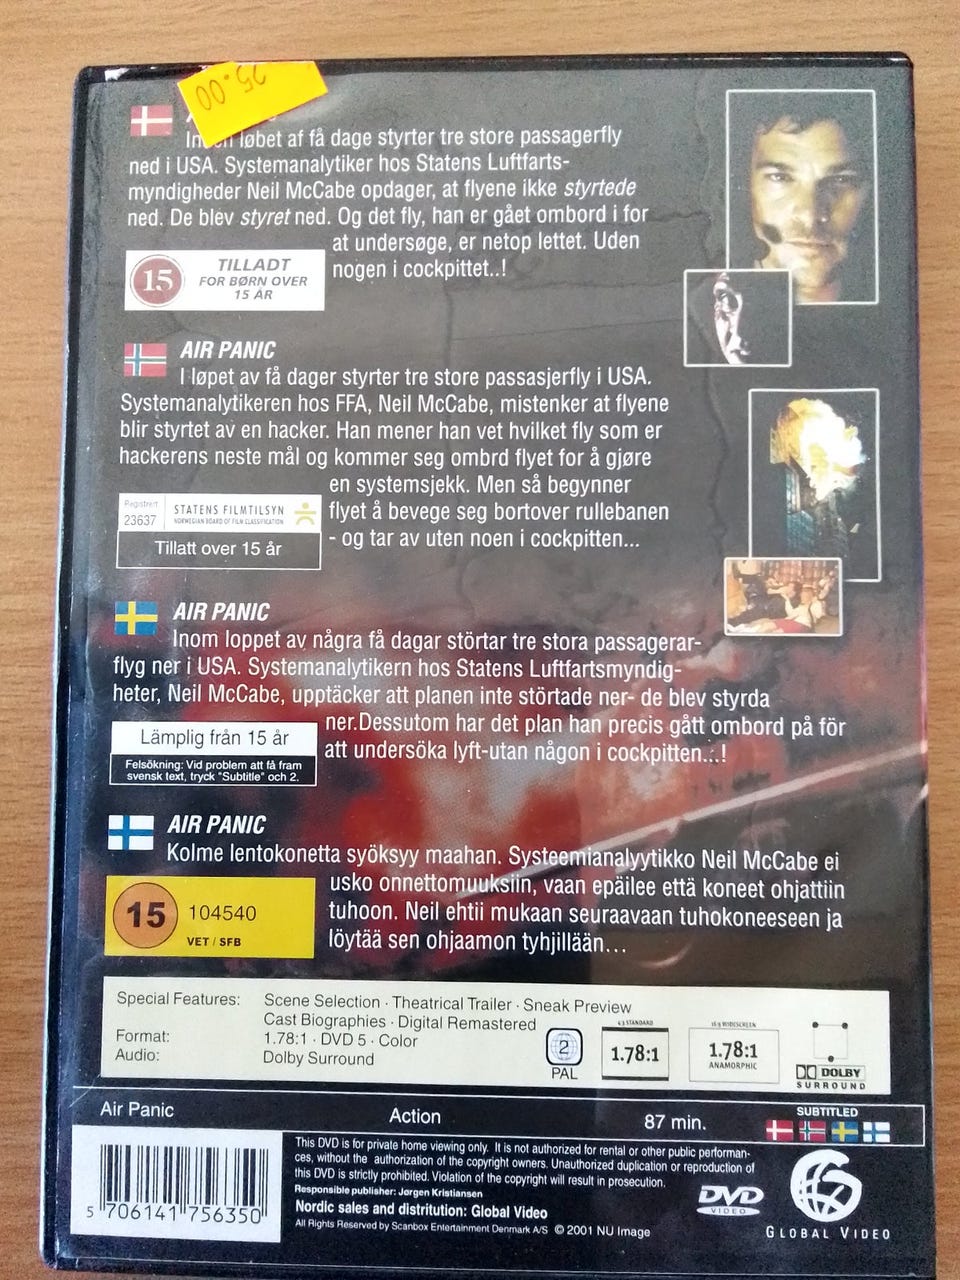 25.00
løbet af få dage styrter tre store passagerfly
ned i USA. Systemanalytiker hos Statens Luftfarts-
myndigheder Neil McCabe opdager, at flyene ikke styrtede
ned. De blev styret ned. Og det fly, han er gået ombord i for
at undersøge, er netop lettet. Uden
nogen i cockpittet..!
15
TILLADT
FOR BØRN OVER
15 ÅR
AIR PANIC
I løpet av få dager styrter tre store passasjerfly i USA.
Systemanalytikeren hos FFA, Neil McCabe, mistenker at flyene
blir styrtet av en hacker. Han mener han vet hvilket fly som er
hackerens neste mål og kommer seg ombrd flyet for å gjøre
en systemsjekk. Men så begynner
flyet å bevege seg bortover rullebanen
- og tar av uten noen i cockpitten...
Registrert
23637
STATENS FILMTILSYN
NORWEGIAN BOARD OF FILM CLASSIFICATION
Tillatt over 15 år
AIR PANIC
Inom loppet av några få dagar störtar tre stora passagerar-
flyg ner i USA. Systemanalytikern hos Statens Luftfartsmyndig-
heter, Neil McCabe, upptäcker att planen inte störtade ner- de blev styrda
ner.Dessutom har det plan han precis gått ombord på för
att undersöka lyft-utan någon i cockpitten...!
Lämplig från 15 år
Felsökning: Vid problem att få fram
svensk text, tryck "Subtitle" och 2.
AIR PANIC
Kolme lentokonetta syöksyy maahan. Systeemianalyytikko Neil McCabe ei
usko onnettomuuksiin, vaan epäilee että koneet ohjattiin
tuhoon. Neil ehtii mukaan seuraavaan tuhokoneeseen ja
löytää sen ohjaamon tyhjillään...
15
104540
VET / SFB
Special Features: Scene Selection · Theatrical Trailer · Sneak Preview
Cast Biographies · Digital Remastered
Format: 1.78:1 · DVD 5 · Color
Audio: Dolby Surround
2
PAL
4:3 STANDARD
1.78:1
16:9 WIDESCREEN
1.78:1
ANAMORPHIC
DOLBY
SURROUND
Air Panic
Action
87 min.
SUBTITLED
This DVD is for private home viewing only. It is not authorized for rental or other public performan-
ces, without the authorization of the copyright owners. Unauthorized duplication or reproduction of
this DVD is strictly prohibited. Violation of the copyright will result in prosecution.
Responsible publisher: Jørgen Kristiansen
Nordic sales and distritution: Global Video
All Rights Reserved by Scanbox Entertainment Denmark A/S © 2001 NU Image
DVD
VIDEO
GLOBAL VIDEO
5 706141 756350